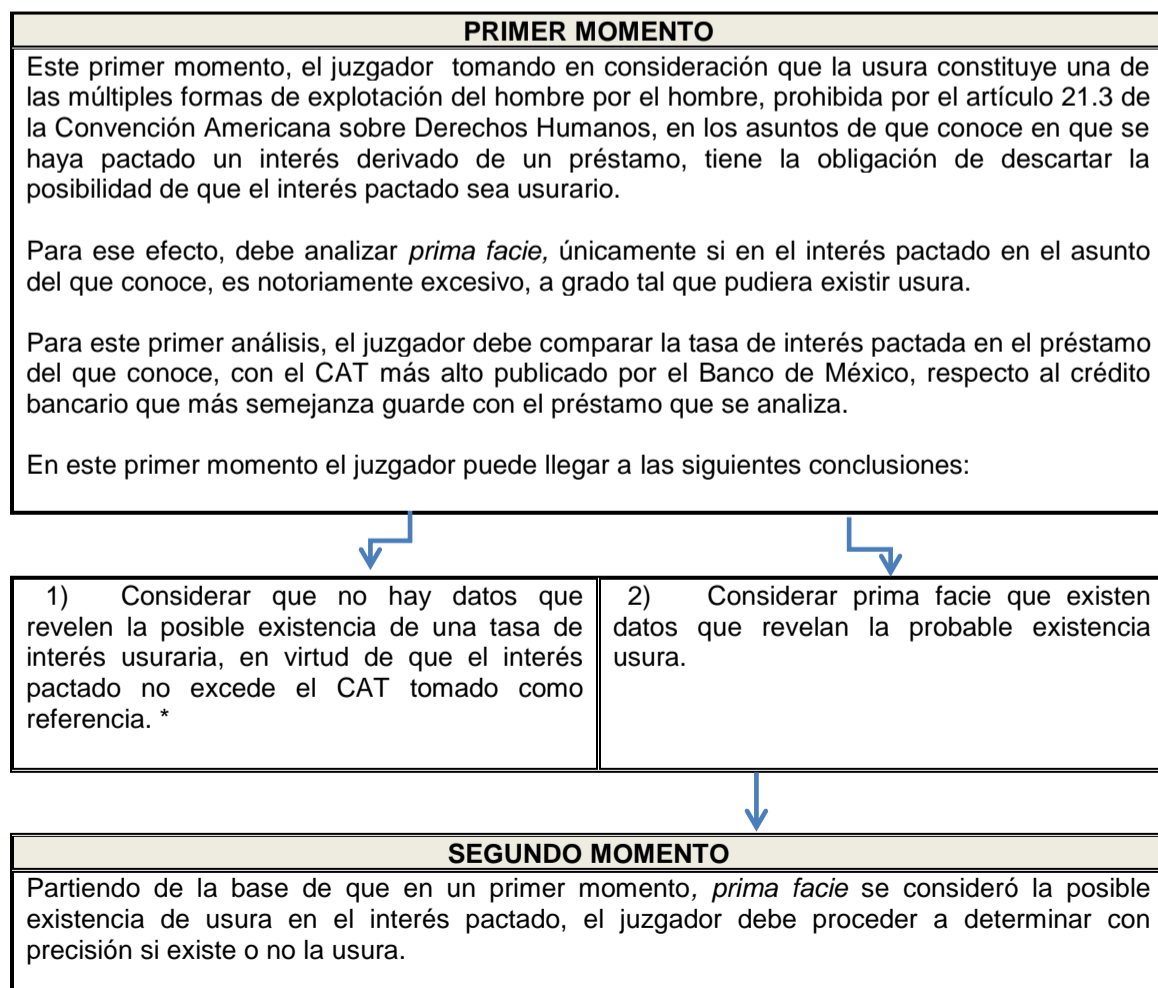 PRIMER MOMENTO
Este primer momento, el juzgador tomando en consideración que la usura constituye una de
las múltiples formas de explotación del hombre por el hombre, prohibida por el artículo 21.3 de
la Convención Americana sobre Derechos Humanos, en los asuntos de que conoce en que se
haya pactado un interés derivado de un préstamo, tiene la obligación de descartar la
posibilidad de que el interés pactado sea usurario.
Para ese efecto, debe analizar prima facie, únicamente si en el interés pactado en el asunto
del que conoce, es notoriamente excesivo, a grado tal que pudiera existir usura.
Para este primer análisis, el juzgador debe comparar la tasa de interés pactada en el préstamo
del que conoce, con el CAT más alto publicado por el Banco de México, respecto al crédito
bancario que más semejanza guarde con el préstamo que se analiza.
En este primer momento el juzgador puede llegar a las siguientes conclusiones:
1) Considerar que no hay datos que
revelen la posible existencia de una tasa de
interés usuraria, en virtud de que el interés
pactado no excede el CAT tomado como
referencia. *
2) Considerar prima facie que existen
datos que revelan la probable existencia
usura.
SEGUNDO MOMENTO
Partiendo de la base de que en un primer momento, prima facie se consideró la posible
existencia de usura en el interés pactado, el juzgador debe proceder a determinar con
precisión si existe o no la usura.